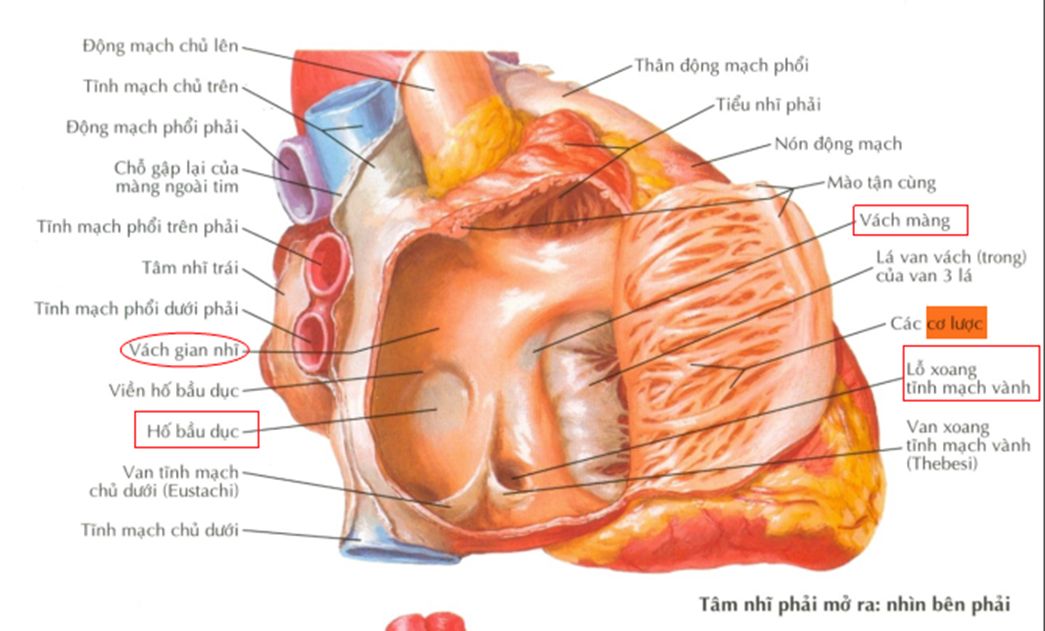 Động mạch chủ lên
Tĩnh mạch chủ trên
Động mạch phổi phải
Chỗ gập lại của
màng ngoài tim
Tĩnh mạch phổi trên phải
Tâm nhĩ trái
Tĩnh mạch phổi dưới phải
Vách gian nhĩ
Viền hố bầu dục
Hố bầu dục
Van tĩnh mạch
chủ dưới (Eustachi)
Tĩnh mạch chủ dưới
Thân động mạch phổi
Tiểu nhĩ phải
Nón động mạch
Mào tận cùng
Vách màng
Lá van vách (trong)
của van 3 lá
Các cơ lược
Lỗ xoang
tĩnh mạch vành
Van xoang
tĩnh mạch vành
(Thebesi)
Tâm nhĩ phải mở ra: nhìn bên phải